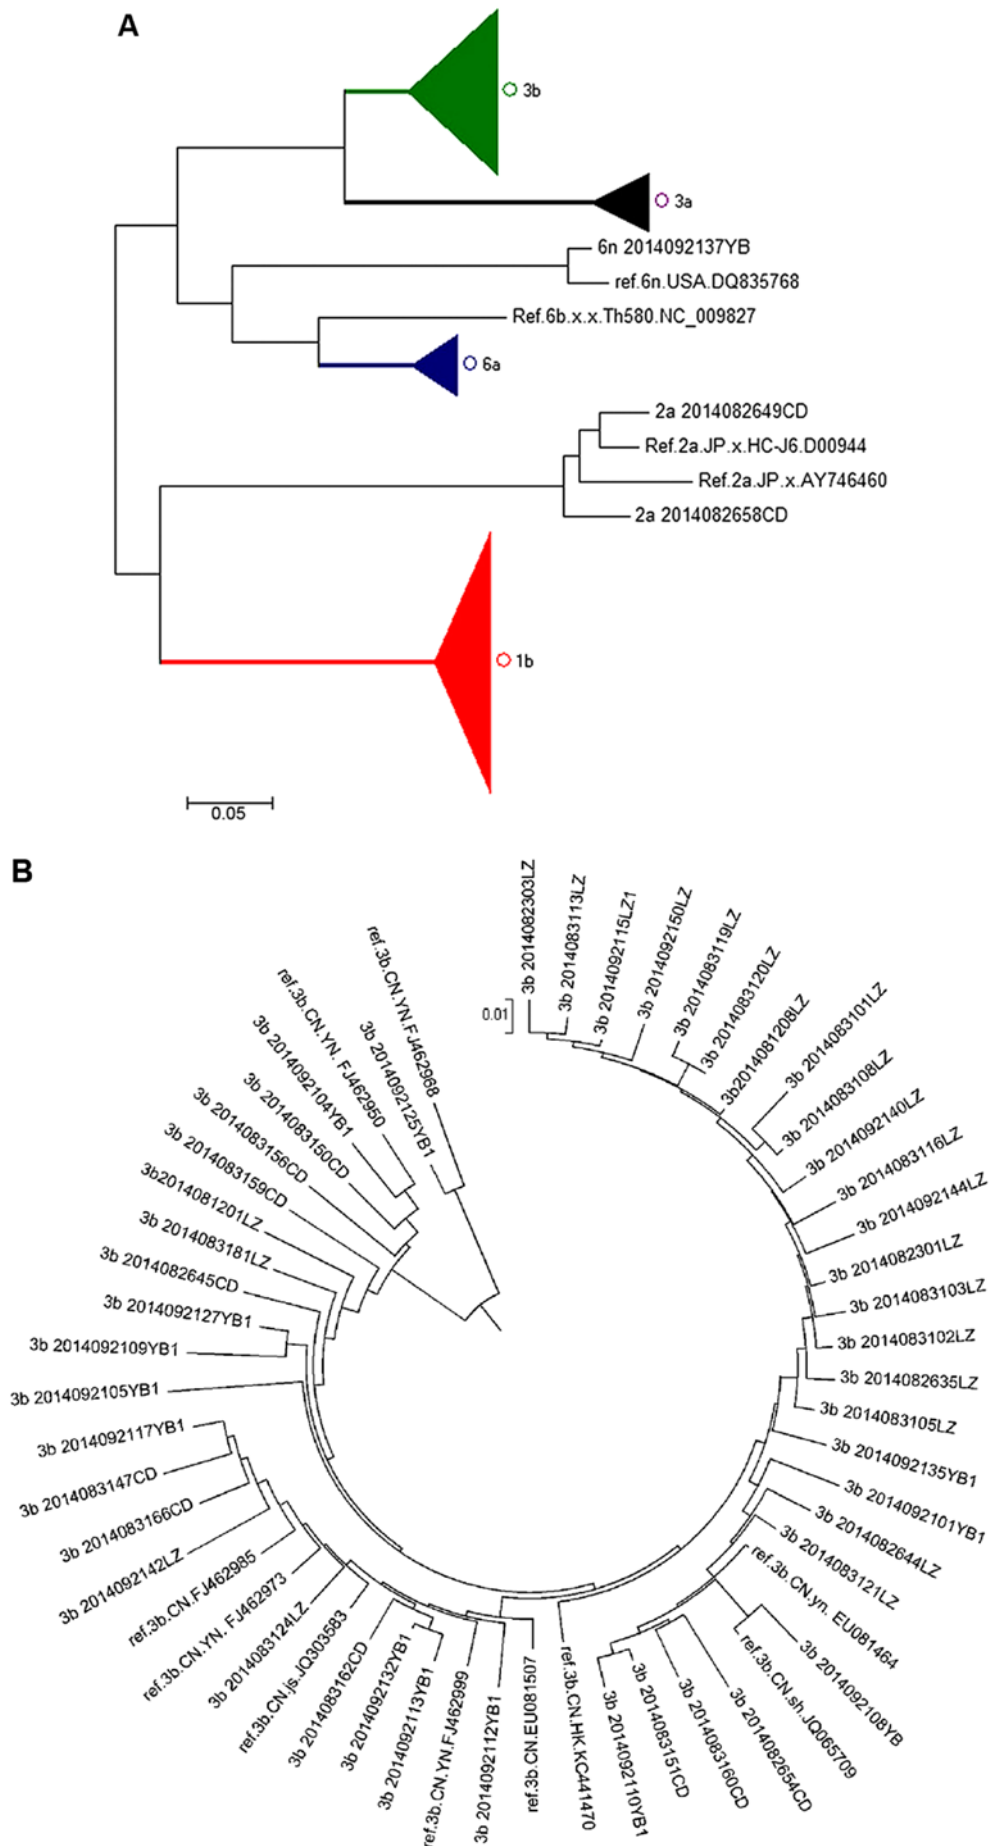 A
3b
3a
6n 2014092137YB
ref.6n.USA.DQ835768
Ref.6b.x.x.Th580.NC_009827
6a
2a 2014082649CD
Ref.2a.JP.x.HC-J6.D00944
Ref.2a.JP.x.AY746460
2a 2014082658CD
1b
0.05
B
0.01
3b 2014082303LZ
3b 2014083113LZ
3b 2014092115LZ1
3b 2014092150LZ
3b 2014083119LZ
3b 2014083120LZ
3b2014081208LZ
3b 2014083101LZ
3b 2014083108LZ
3b 2014092140LZ
3b 2014083116LZ
3b 2014092144LZ
3b 2014082301LZ
3b 2014083103LZ
3b 2014083102LZ
3b 2014082635LZ
3b 2014083105LZ
3b 2014092135YB1
3b 2014092101YB1
3b 2014082644LZ
3b 2014083121LZ
ref.3b.CN.yn. EU081464
3b 2014092108YB
ref.3b.CN.sh.JQ065709
3b 2014082654CD
3b 2014083160CD
3b 2014083151CD
3b 2014092110YB1
ref.3b.CN.HK.KC441470
ref.3b.CN.EU081507
3b 2014092112YB1
ref.3b.CN.YN.FJ462999
3b 2014092113YB1
3b 2014092132YB1
3b 2014083162CD
ref.3b.CN.js.JQ303583
3b 2014083124LZ
ref.3b.CN.YN. FJ462973
ref.3b.CN.FJ462985
3b 2014092142LZ
3b 2014083166CD
3b 2014083147CD
3b 2014092117YB1
3b 2014092105YB1
3b 2014092109YB1
3b 2014092127YB1
3b 2014082645CD
3b 2014083181LZ
3b2014081201LZ
3b 2014083159CD
3b 2014083156CD
3b 2014083150CD
3b 2014092104YB1
ref.3b.CN.YN. FJ462950
3b 2014092125YB1
ref.3b.CN.YN.FJ462968